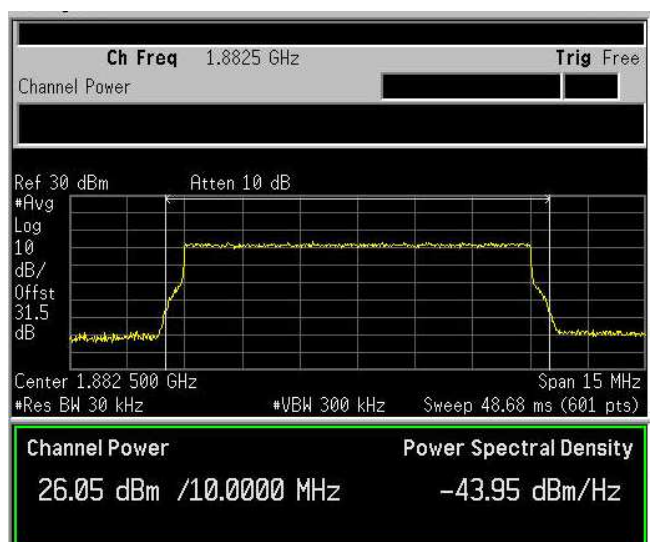 Ch Freq 1.8825 GHz Trig Free
Channel Power
Ref 30 dBm Atten 10 dB
#Avg
Log
10
dB/
Offst
31.5
dB
Center 1.882 500 GHz Span 15 MHz
#Res BW 30 kHz #VBW 300 kHz Sweep 48.68 ms (601 pts)
Channel Power Power Spectral Density
26.05 dBm /10.0000 MHz -43.95 dBm/Hz